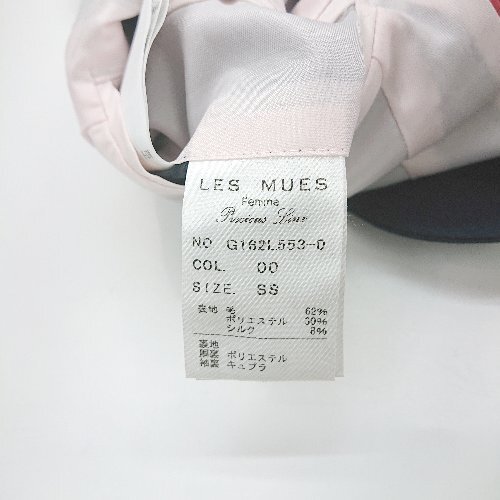 LES MUES
Femme
Precious Line
NO. G162L553-D
COL. 00
SIZE. SS
表地 毛 62%
ポリエステル 30%
シルク 8%
裏地
胴裏 ポリエステル
袖裏 キュプラ